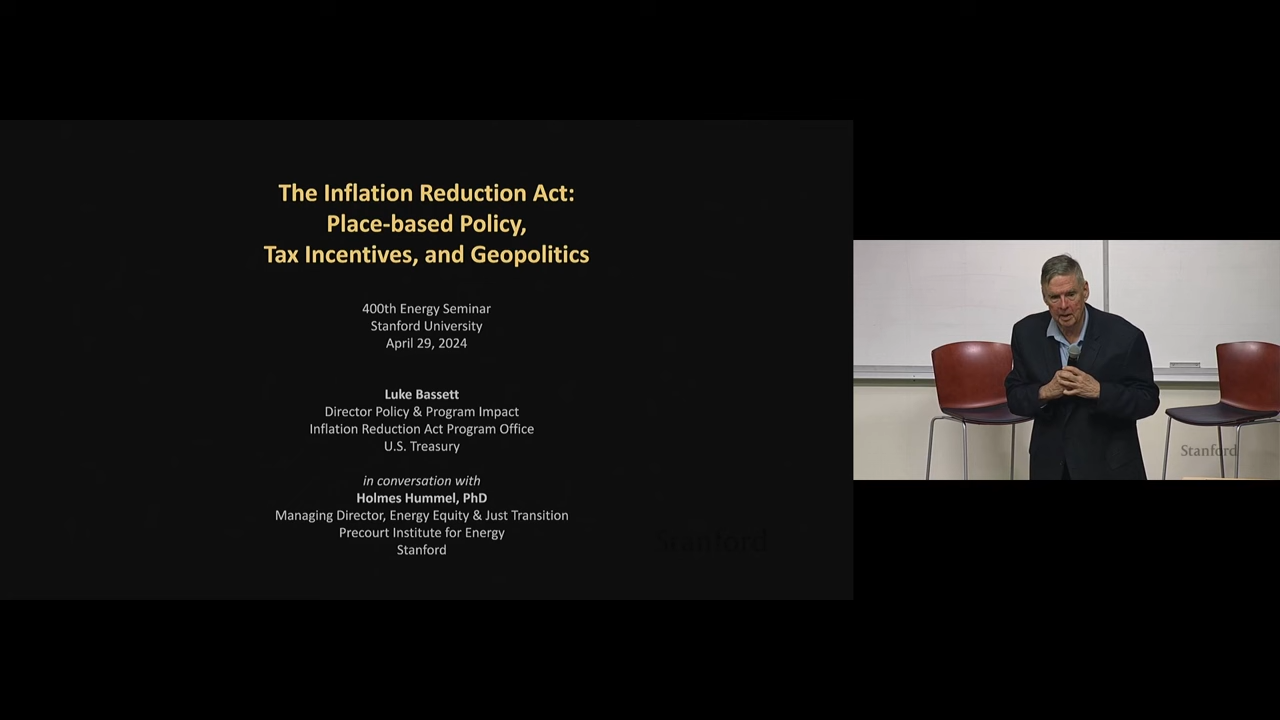 The Inflation Reduction Act:
Place-based Policy,
Tax Incentives, and Geopolitics
400th Energy Seminar
Stanford University
April 29, 2024
Luke Bassett
Director Policy & Program Impact
Inflation Reduction Act Program Office
U.S. Treasury
in conversation with
Holmes Hummel, PhD
Managing Director, Energy Equity & Just Transition
Precourt Institute for Energy
Stanford
Stanford
Stanford